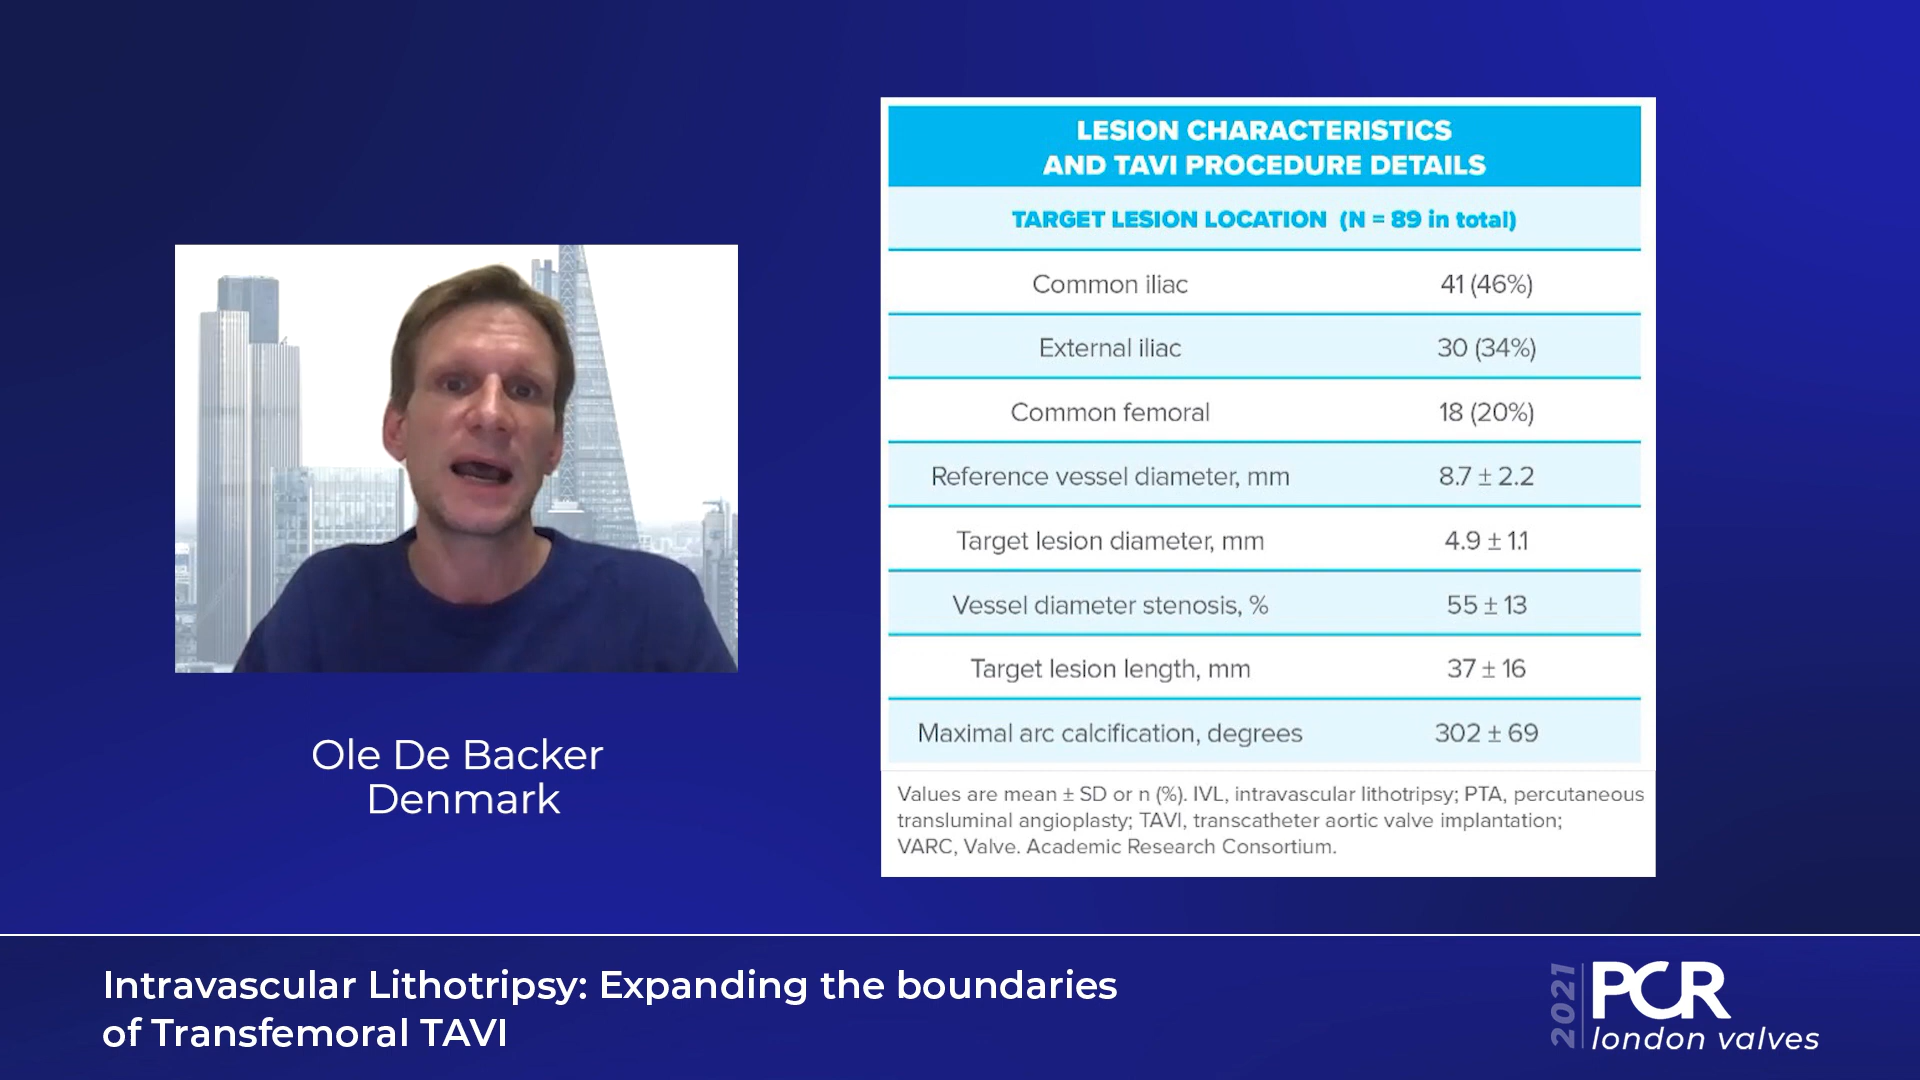 LESION CHARACTERISTICS
AND TAVI PROCEDURE DETAILS
TARGET LESION LOCATION (N = 89 in total)
Common iliac 41 (46%)
External iliac 30 (34%)
Common femoral 18 (20%)
Reference vessel diameter, mm 8.7 ± 2.2
Target lesion diameter, mm 4.9 ± 1.1
Vessel diameter stenosis, % 55 ± 13
Target lesion length, mm 37 ± 16
Maximal arc calcification, degrees 302 ± 69
Values are mean ± SD or n (%). IVL, intravascular lithotripsy; PTA, percutaneous
transluminal angioplasty; TAVI, transcatheter aortic valve implantation;
VARC, Valve. Academic Research Consortium.
Ole De Backer
Denmark
Intravascular Lithotripsy: Expanding the boundaries
of Transfemoral TAVI
2021
PCR
london valves